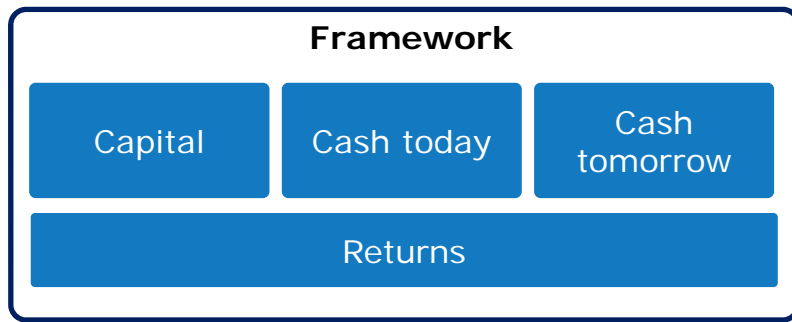 Framework
Capital
Cash today
Cash
tomorrow
Returns